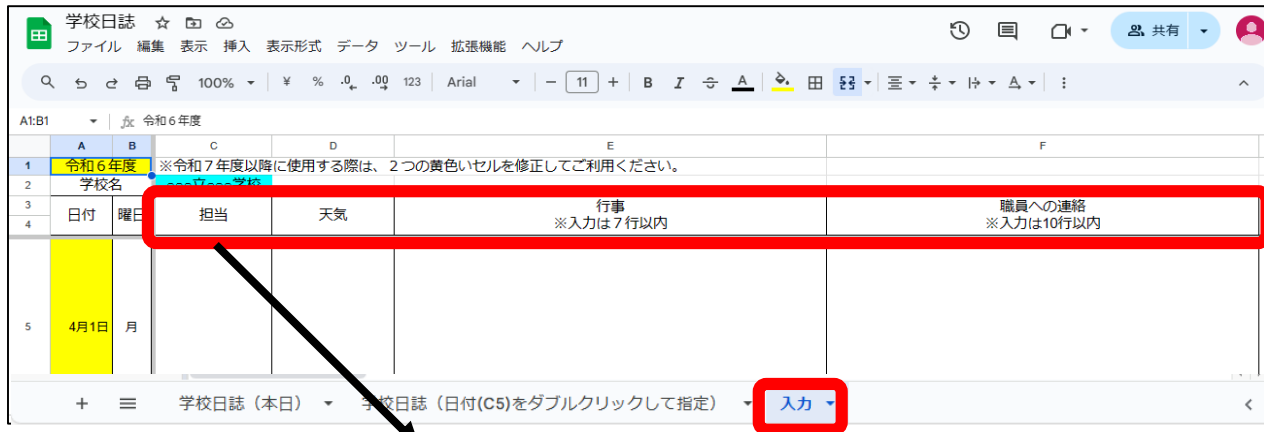 学校日誌
ファイル 編集 表示 挿入 表示形式 データ ツール 拡張機能 ヘルプ
共有
100% ¥ % .0 .00 123 Arial 11 B I A
A1:B1 fx 令和６年度
A B C D E F
1 令和６年度 ※令和７年度以降に使用する際は、２つの黄色いセルを修正してご利用ください。
2 学校名 ○○○立○○○学校
3 日付 曜日 担当 天気 行事 職員への連絡
4 ※入力は７行以内 ※入力は10行以内
5 4月1日 月
学校日誌（本日） 学校日誌（日付(C5)をダブルクリックして指定） 入力